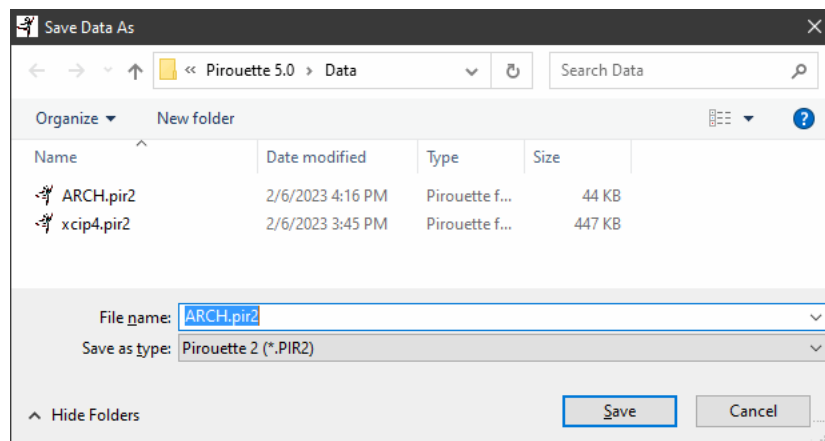 Save Data As
« Pirouette 5.0 › Data
Search Data
Organize New folder
Name Date modified Type Size
ARCH.pir2 2/6/2023 4:16 PM Pirouette f... 44 KB
xcip4.pir2 2/6/2023 3:45 PM Pirouette f... 447 KB
File name: ARCH.pir2
Save as type: Pirouette 2 (*.PIR2)
Hide Folders Save Cancel